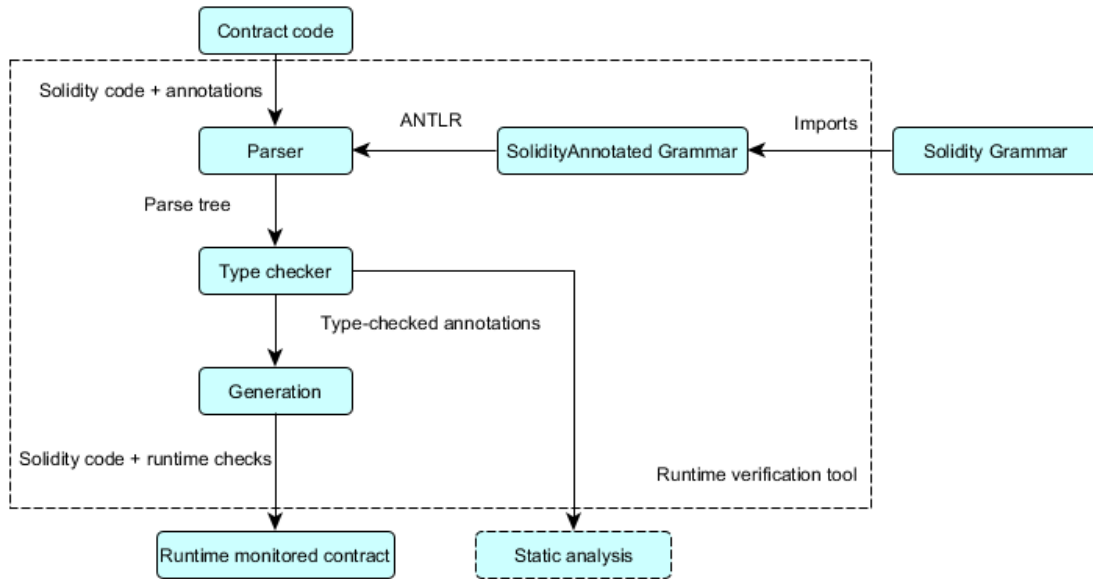 Contract code
Solidity code + annotations
ANTLR
Imports
Parser
SolidityAnnotated Grammar
Solidity Grammar
Parse tree
Type checker
Type-checked annotations
Generation
Solidity code + runtime checks
Runtime verification tool
Runtime monitored contract
Static analysis